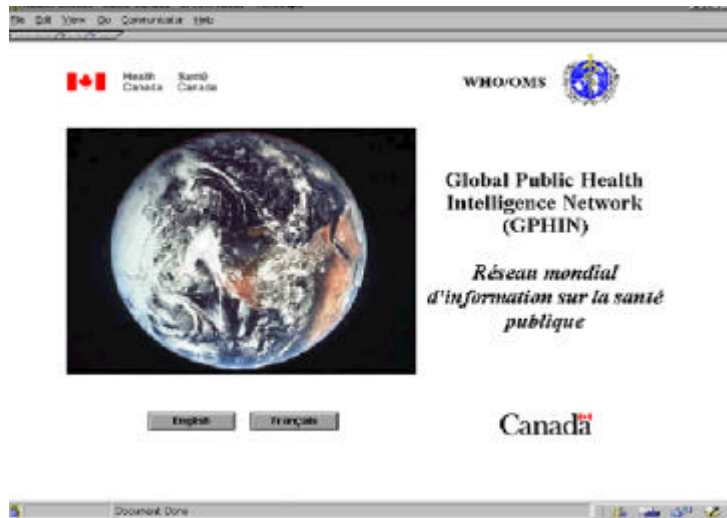 File Edit View Go Communicator Help
Health Santé
Canada Canada
WHO/OMS
Global Public Health
Intelligence Network
(GPHIN)
Réseau mondial
d'information sur la santé
publique
English Français
Canada
Document Done